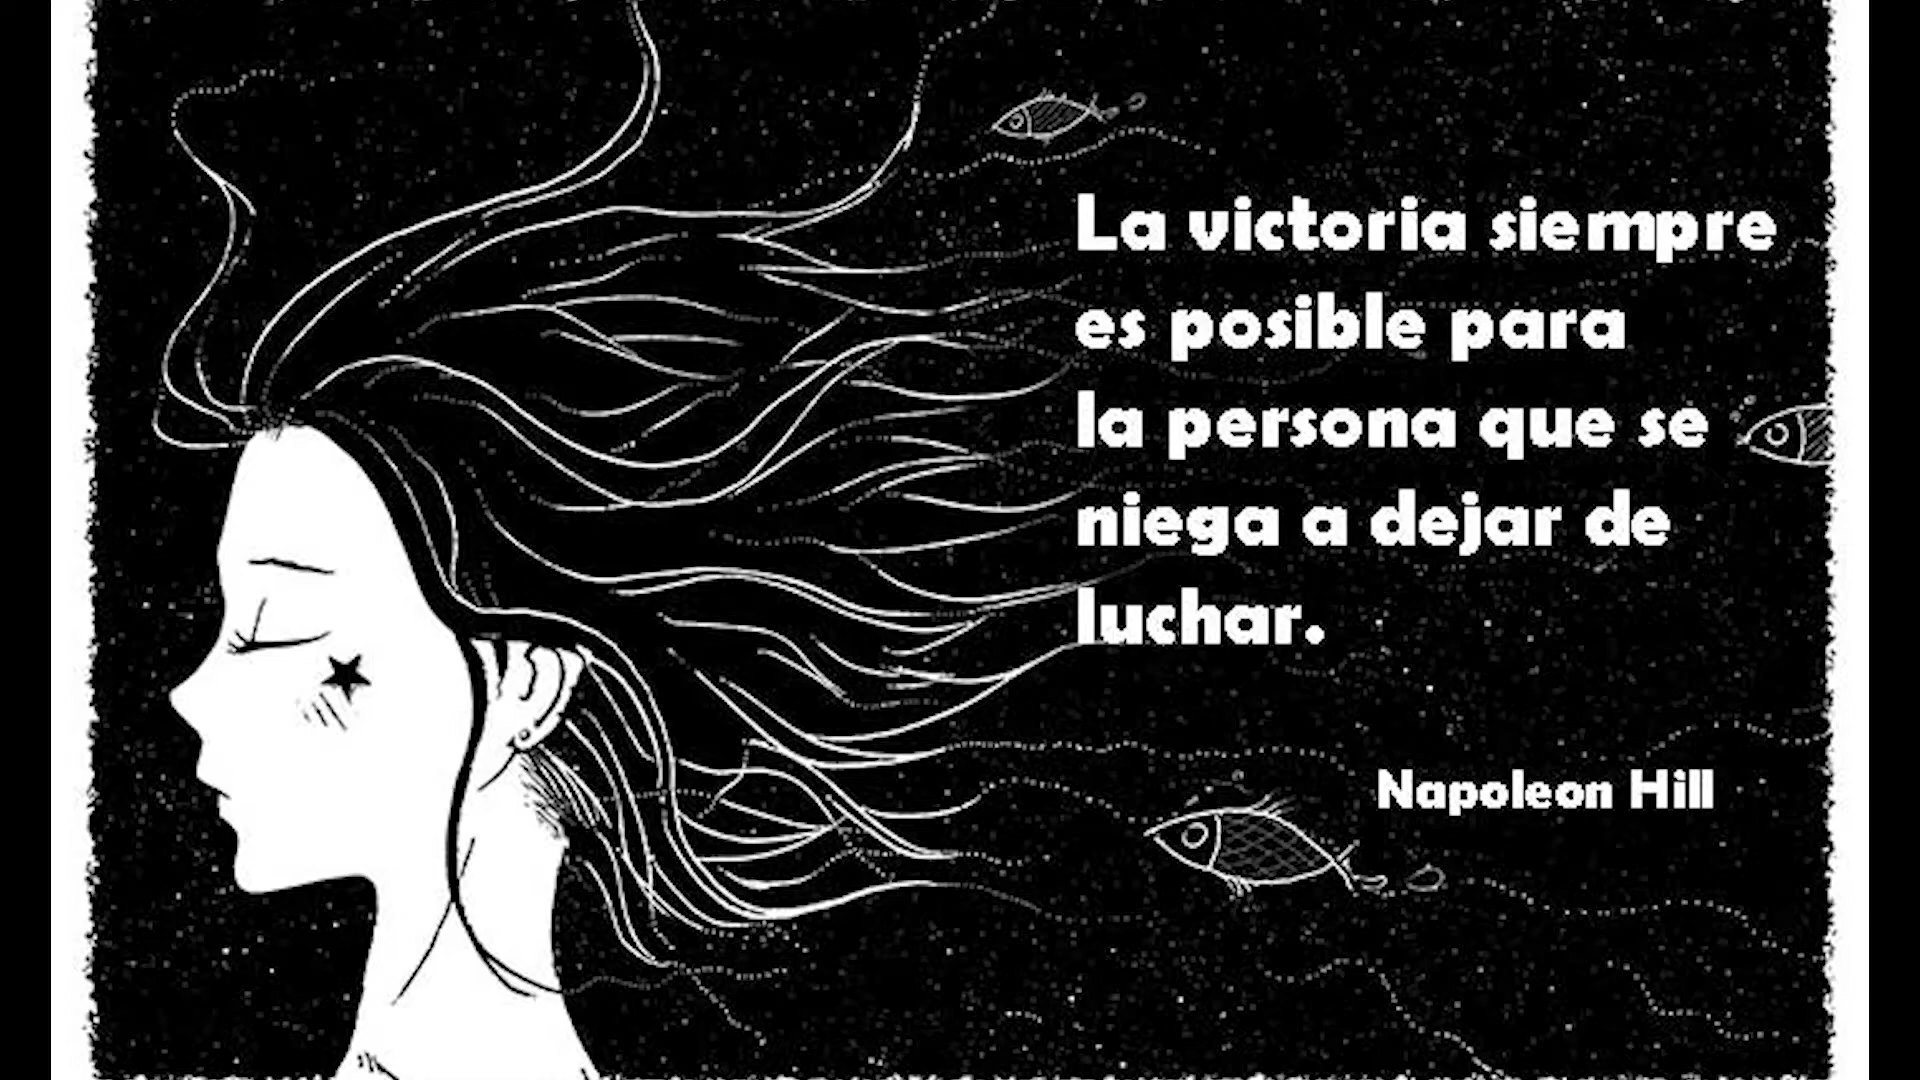 La victoria siempre
es posible para
la persona que se
niega a dejar de
luchar.
Napoleon Hill